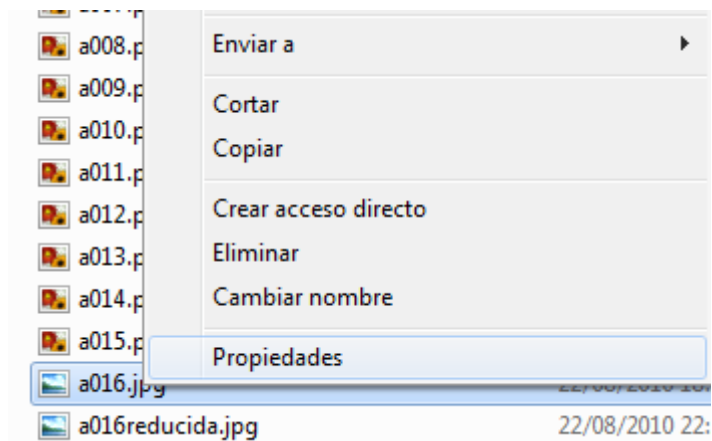 a008.p
Enviar a
a009.p
Cortar
a010.p
Copiar
a011.p
a012.p
Crear acceso directo
a013.p
Eliminar
a014.p
Cambiar nombre
a015.p
Propiedades
a016.jpg
a016reducida.jpg 22/08/2010 22: